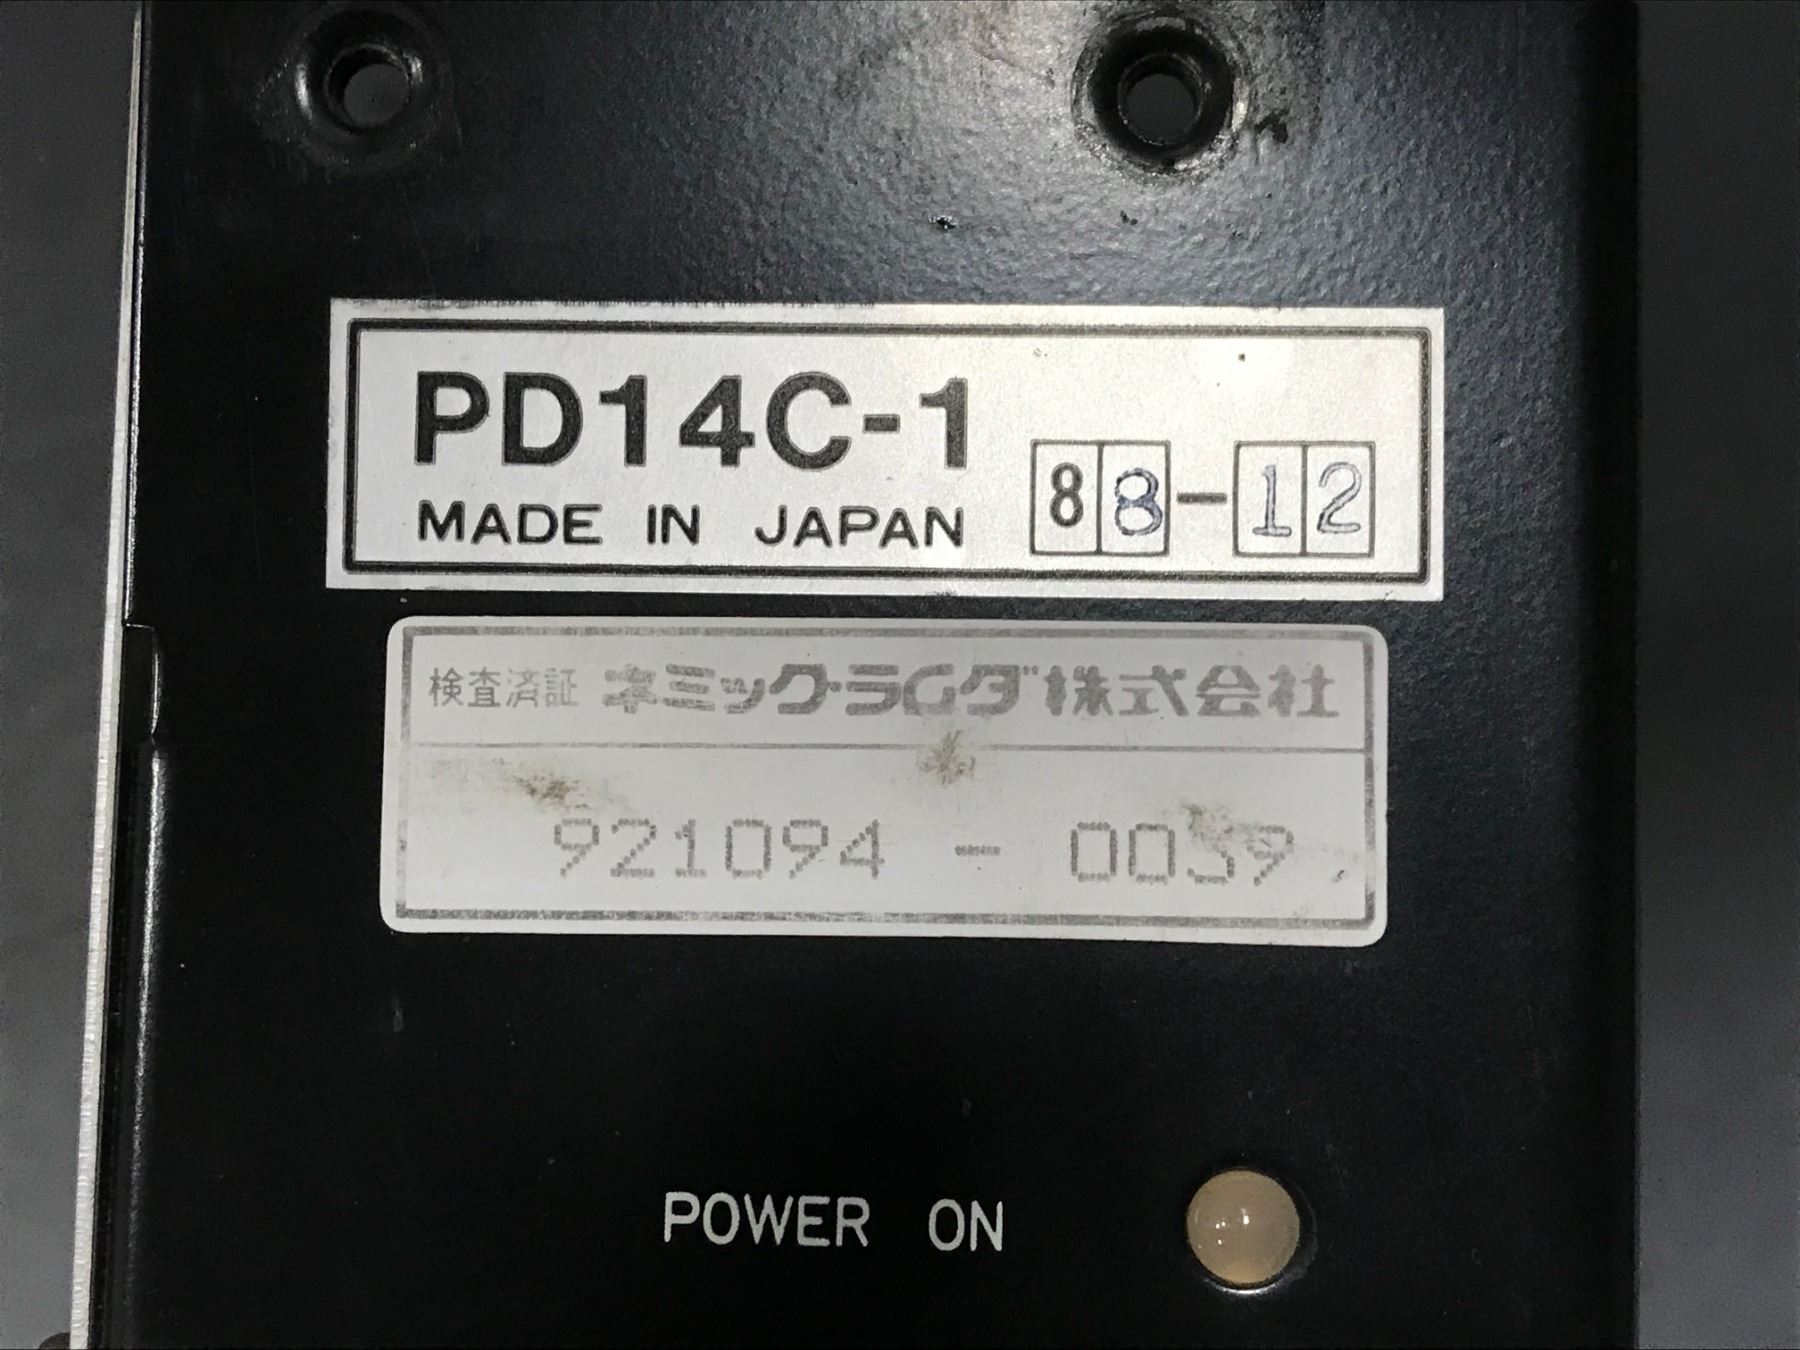 PD14C-1
MADE IN JAPAN 88-12
検査済証 ネミック・ラムダ株式会社
921094 - 0039
POWER ON